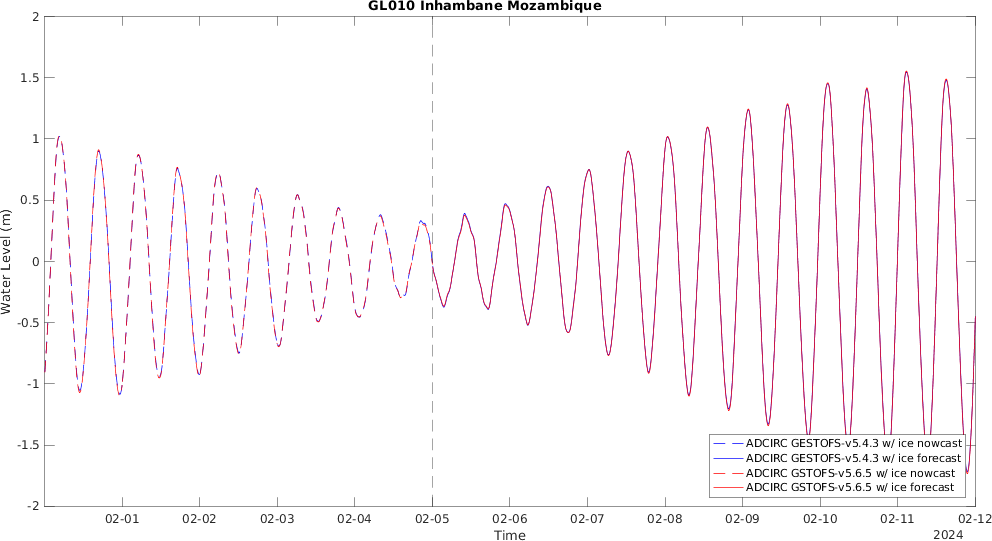 GL010 Inhambane Mozambique
2
1.5
1
0.5
0
-0.5
-1
-1.5
-2
Water Level (m)
ADCIRC GESTOFS-v5.4.3 w/ ice nowcast
ADCIRC GESTOFS-v5.4.3 w/ ice forecast
ADCIRC GSTOFS-v5.6.5 w/ ice nowcast
ADCIRC GSTOFS-v5.6.5 w/ ice forecast
02-01 02-02 02-03 02-04 02-05 02-06 02-07 02-08 02-09 02-10 02-11 02-12
Time
2024